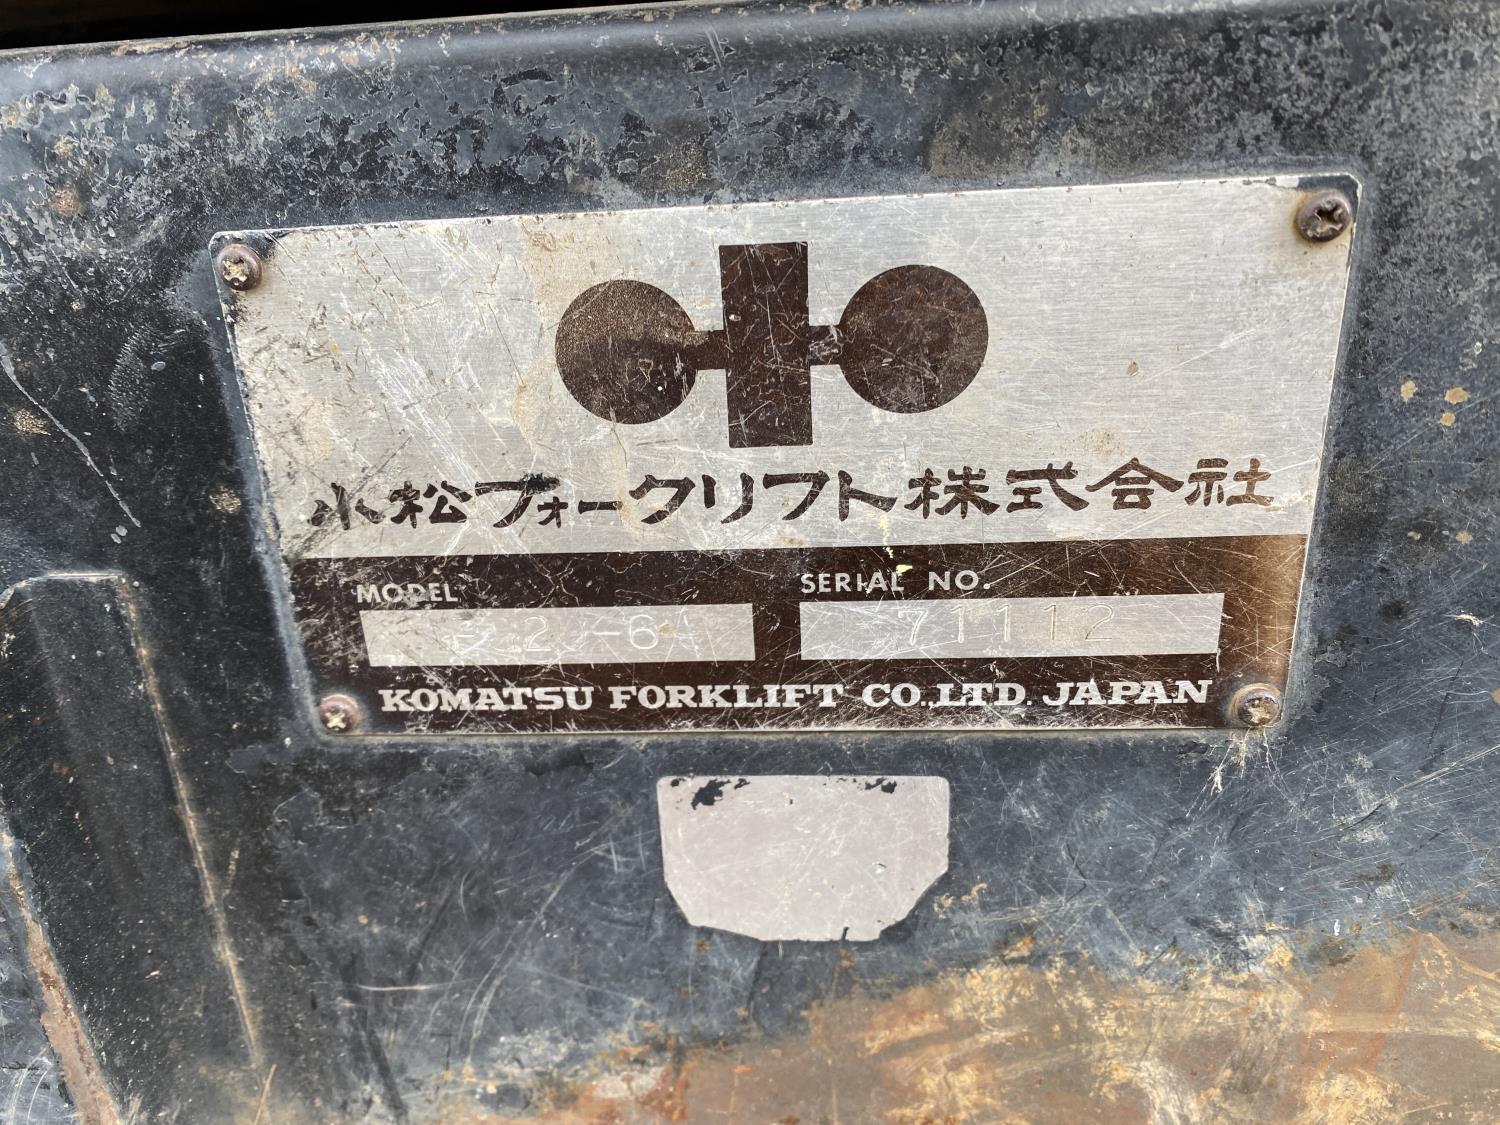 小松フォークリフト株式会社
MODEL SERIAL NO.
71112
KOMATSU FORKLIFT CO.,LTD. JAPAN